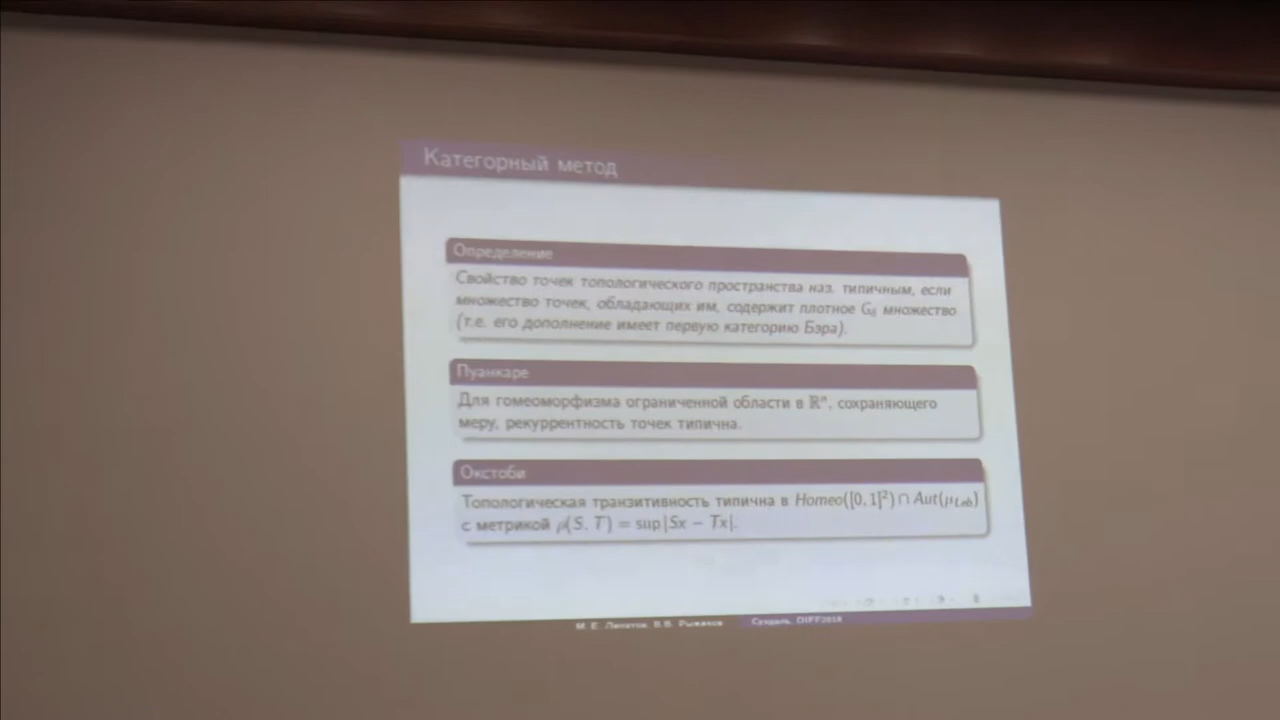 Категорный метод
Определение
Свойство точек топологического пространства наз. типичным, если
множество точек, обладающих им, содержит плотное G_δ множество
(т.е. его дополнение имеет первую категорию Бэра).
Пуанкаре
Для гомеоморфизма ограниченной области в ℝⁿ, сохраняющего
меру, рекуррентность точек типична.
Окстоби
Топологическая транзитивность типична в Homeo([0,1]²) ∩ Aut(μ_Leb)
с метрикой ρ(S, T) = sup |Sx − Tx|.
М. Е. Липатов, В.В. Рыжиков
Суздаль, DIFF2018